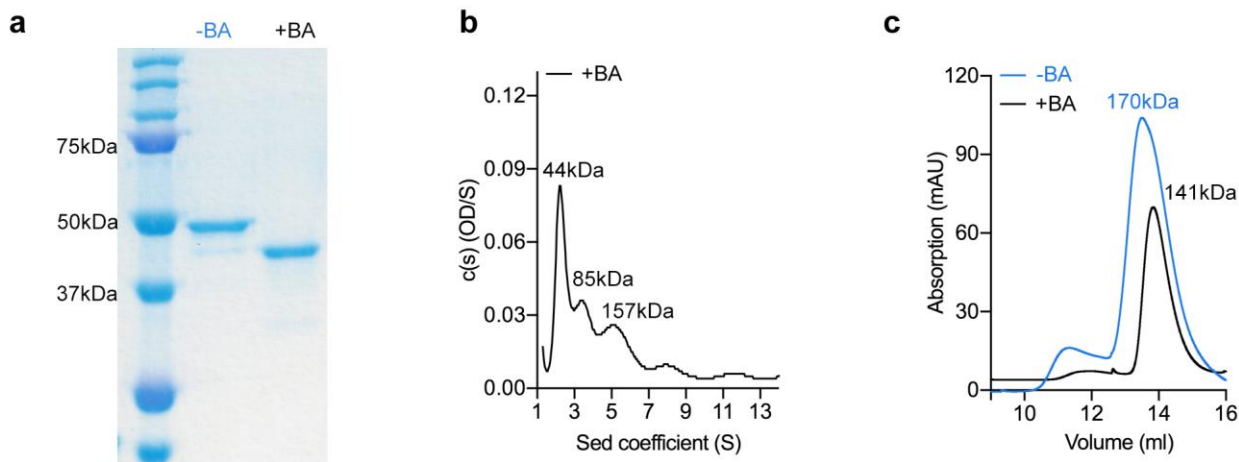 a
-BA +BA
75kDa
50kDa
37kDa
b
+BA
0.12
0.09
0.06
0.03
0.00
c(s) (OD/S)
44kDa
85kDa
157kDa
1 3 5 7 9 11 13
Sed coefficient (S)
c
-BA
+BA
120
90
60
30
0
Absorption (mAU)
170kDa
141kDa
10 12 14 16
Volume (ml)